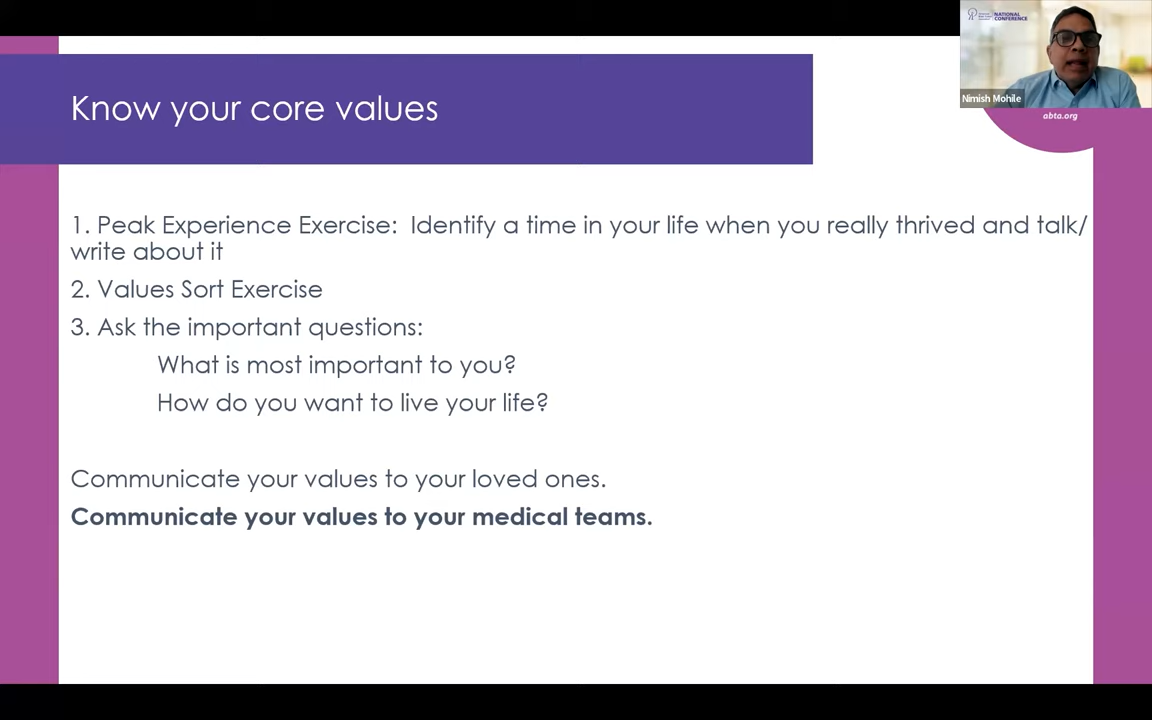 NATIONAL
CONFERENCE
Nimish Mohile
abta.org
Know your core values
1. Peak Experience Exercise: Identify a time in your life when you really thrived and talk/
write about it
2. Values Sort Exercise
3. Ask the important questions:
What is most important to you?
How do you want to live your life?
Communicate your values to your loved ones.
Communicate your values to your medical teams.